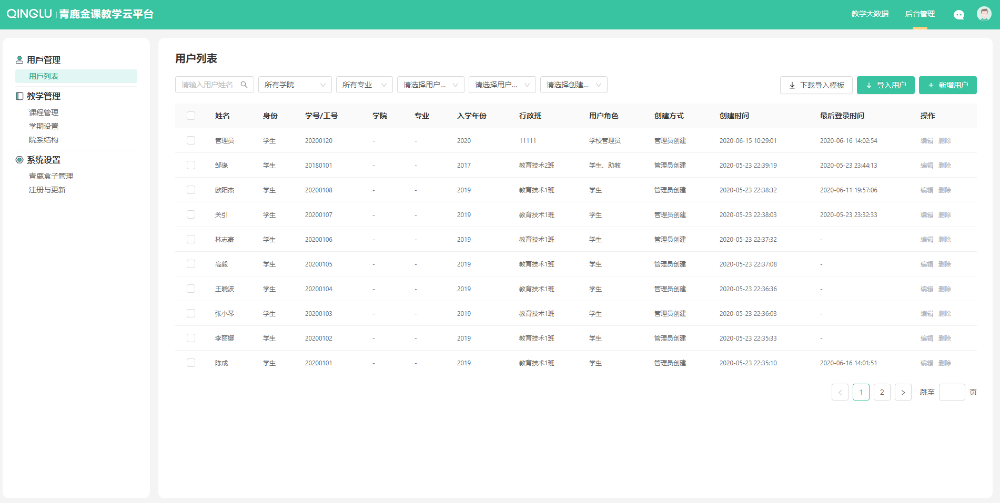 QINGLU 青鹿金课教学云平台
教学大数据 后台管理
用戶管理
用戶列表
教学管理
课程管理
学期设置
院系结构
系统设置
青鹿盒子管理
注册与更新
用户列表
请输入用户姓名 所有学院 所有专业 请选择用户... 请选择用户... 请选择创建... 下载导入模板 导入用户 + 新增用户
姓名 身份 学号/工号 学院 专业 入学年份 行政班 用户角色 创建方式 创建时间 最后登录时间 操作
管理员 学生 20200120 - - 2020 11111 学校管理员 管理员创建 2020-06-15 10:29:01 2020-06-16 14:02:54 编辑 删除
邹缘 学生 20180101 - - 2017 教育技术2班 学生、助教 管理员创建 2020-05-23 22:39:19 2020-05-23 23:44:13 编辑 删除
欧阳杰 学生 20200108 - - 2019 教育技术1班 学生 管理员创建 2020-05-23 22:38:32 2020-06-11 19:57:06 编辑 删除
关引 学生 20200107 - - 2019 教育技术1班 学生 管理员创建 2020-05-23 22:38:03 2020-05-23 23:32:33 编辑 删除
林志豪 学生 20200106 - - 2019 教育技术1班 学生 管理员创建 2020-05-23 22:37:32 - 编辑 删除
高毅 学生 20200105 - - 2019 教育技术1班 学生 管理员创建 2020-05-23 22:37:08 - 编辑 删除
王晓波 学生 20200104 - - 2019 教育技术1班 学生 管理员创建 2020-05-23 22:36:36 - 编辑 删除
张小琴 学生 20200103 - - 2019 教育技术1班 学生 管理员创建 2020-05-23 22:36:03 - 编辑 删除
李丽娜 学生 20200102 - - 2019 教育技术1班 学生 管理员创建 2020-05-23 22:35:33 - 编辑 删除
陈成 学生 20200101 - - 2019 教育技术1班 学生 管理员创建 2020-05-23 22:35:10 2020-06-16 14:01:51 编辑 删除
< 1 2 > 跳至 页